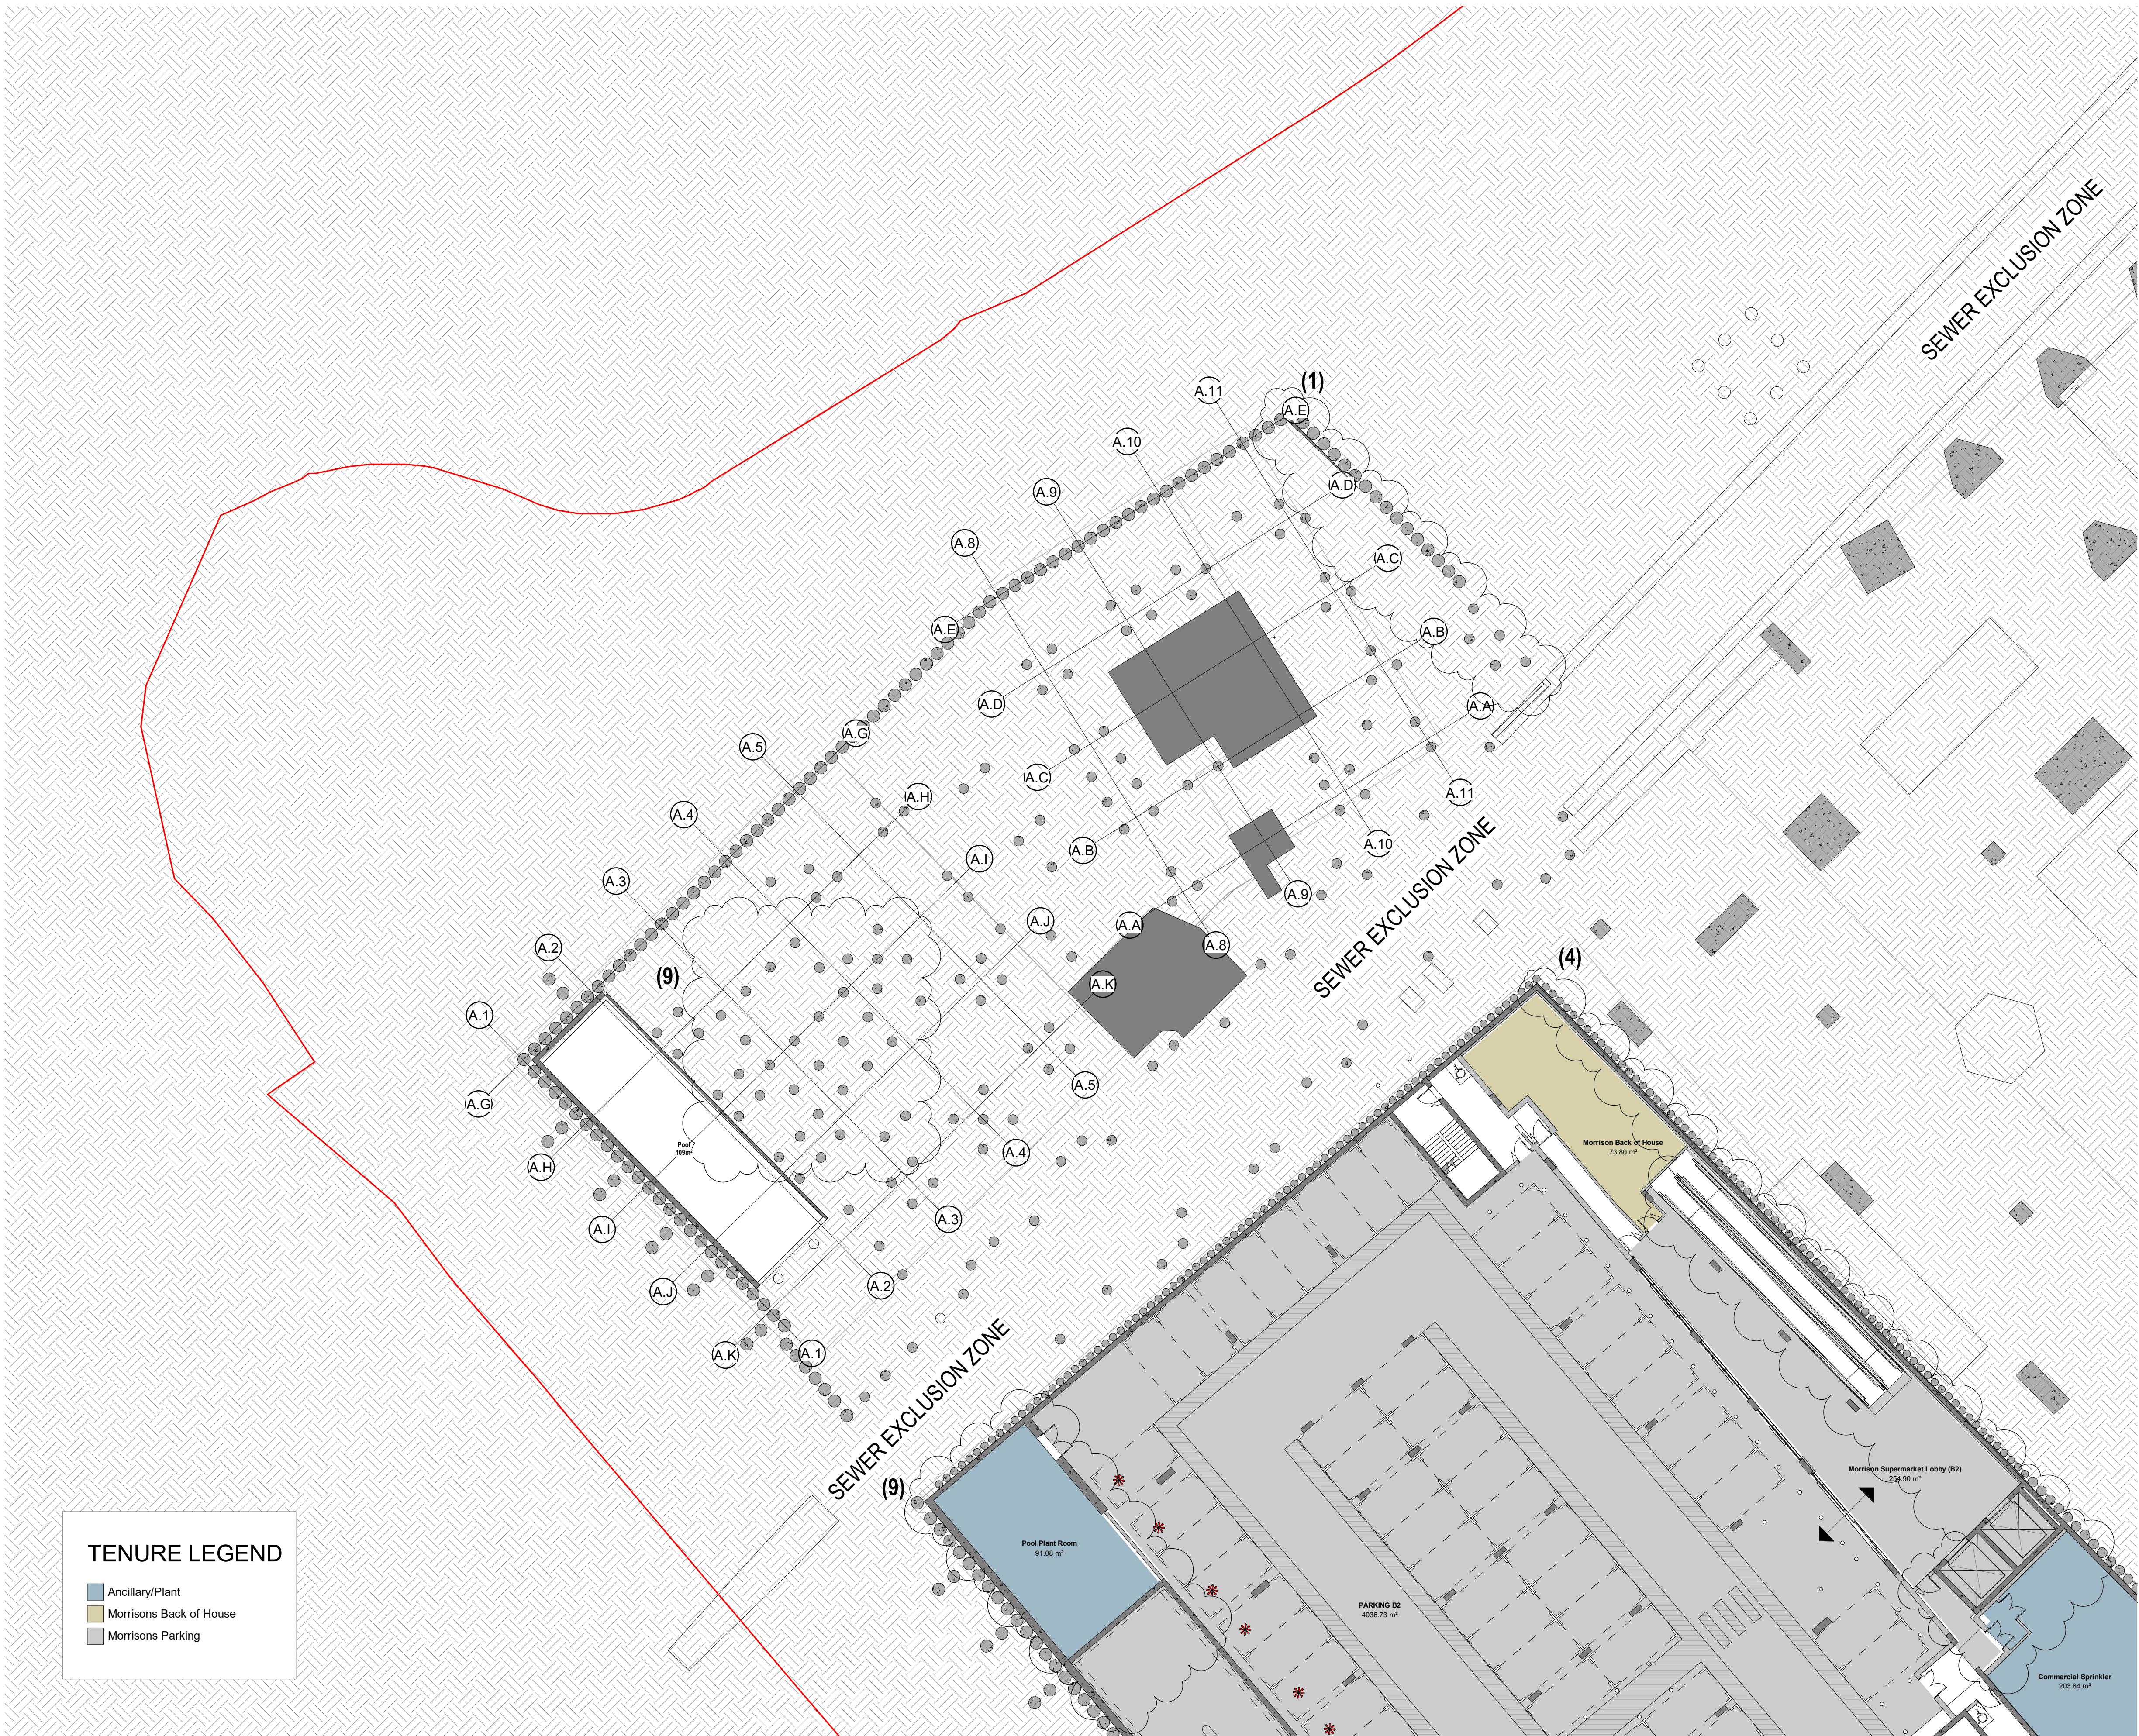 SEWER EXCLUSION ZONE
(1)
A.11
A.E
A.10
A.D
A.9
A.8
A.C
A.E
A.B
A.D
A.A
A.G
A.5
A.C
A.H
A.11
A.4
A.10
A.B
A.I
A.3
A.9
SEWER EXCLUSION ZONE
A.J
A.A
A.8
A.2
(9)
A.K
(4)
A.1
A.5
A.G
Pool
109m²
A.4
A.H
Morrison Back of House
73.80 m²
A.3
A.I
A.2
A.J
A.K
A.1
SEWER EXCLUSION ZONE
(9)
Morrison Supermarket Lobby (B2)
254.90 m²
Pool Plant Room
91.08 m²
PARKING B2
4036.73 m²
Commercial Sprinkler
203.84 m²
TENURE LEGEND
Ancillary/Plant
Morrisons Back of House
Morrisons Parking